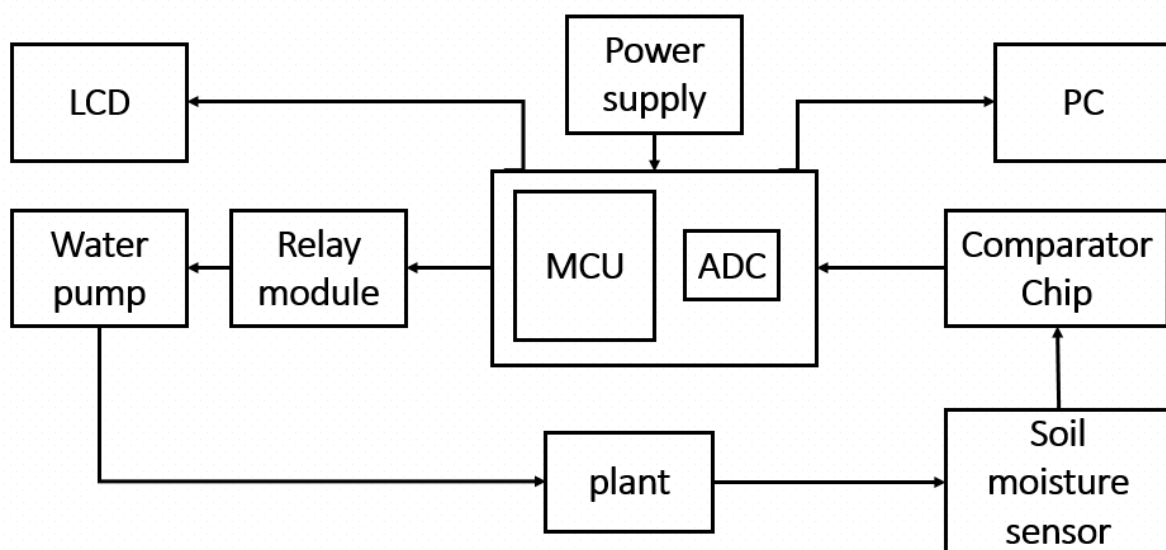 Power
supply
LCD
PC
Water
pump
Relay
module
MCU
ADC
Comparator
Chip
plant
Soil
moisture
sensor